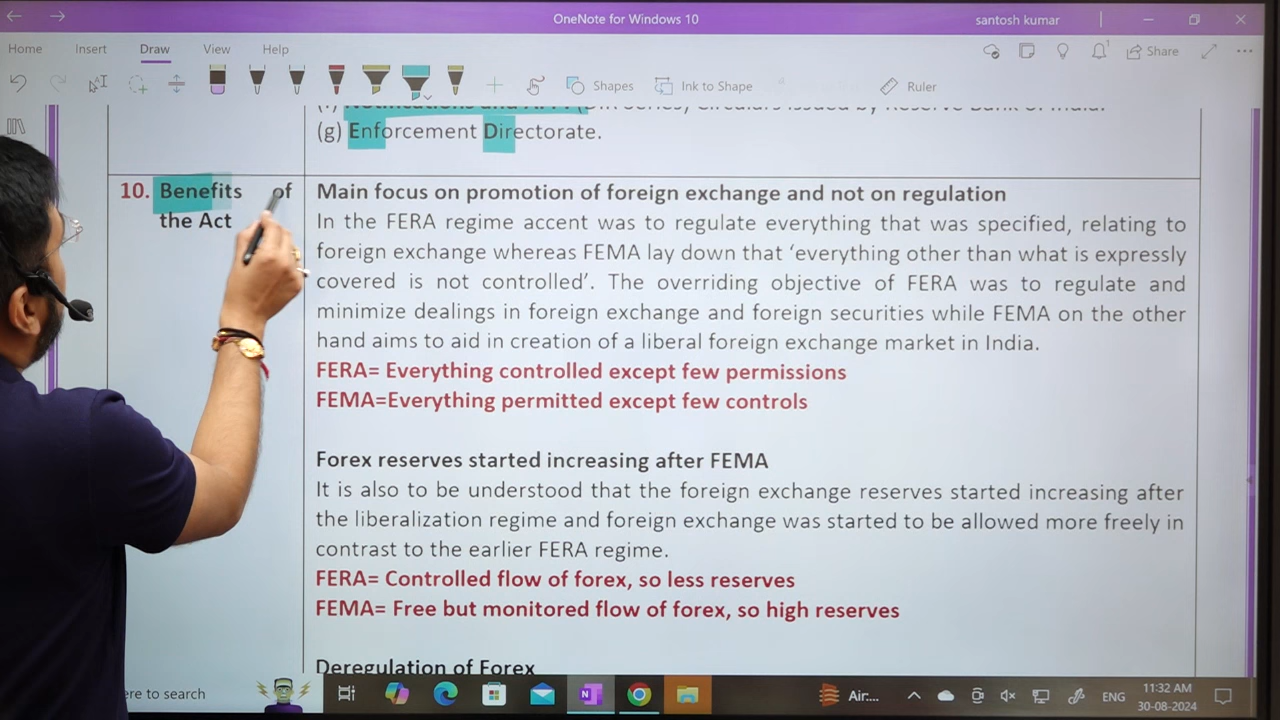 OneNote for Windows 10
santosh kumar
Home Insert Draw View Help
Share
Shapes
Ink to Shape
Ruler
Circulars issued by Reserve Bank of India.
(g) Enforcement Directorate.
10. Benefits of
the Act
Main focus on promotion of foreign exchange and not on regulation
In the FERA regime accent was to regulate everything that was specified, relating to
foreign exchange whereas FEMA lay down that ‘everything other than what is expressly
covered is not controlled’. The overriding objective of FERA was to regulate and
minimize dealings in foreign exchange and foreign securities while FEMA on the other
hand aims to aid in creation of a liberal foreign exchange market in India.
FERA= Everything controlled except few permissions
FEMA=Everything permitted except few controls
Forex reserves started increasing after FEMA
It is also to be understood that the foreign exchange reserves started increasing after
the liberalization regime and foreign exchange was started to be allowed more freely in
contrast to the earlier FERA regime.
FERA= Controlled flow of forex, so less reserves
FEMA= Free but monitored flow of forex, so high reserves
Deregulation of Forex
ere to search
Air....
ENG
11:32 AM
30-08-2024